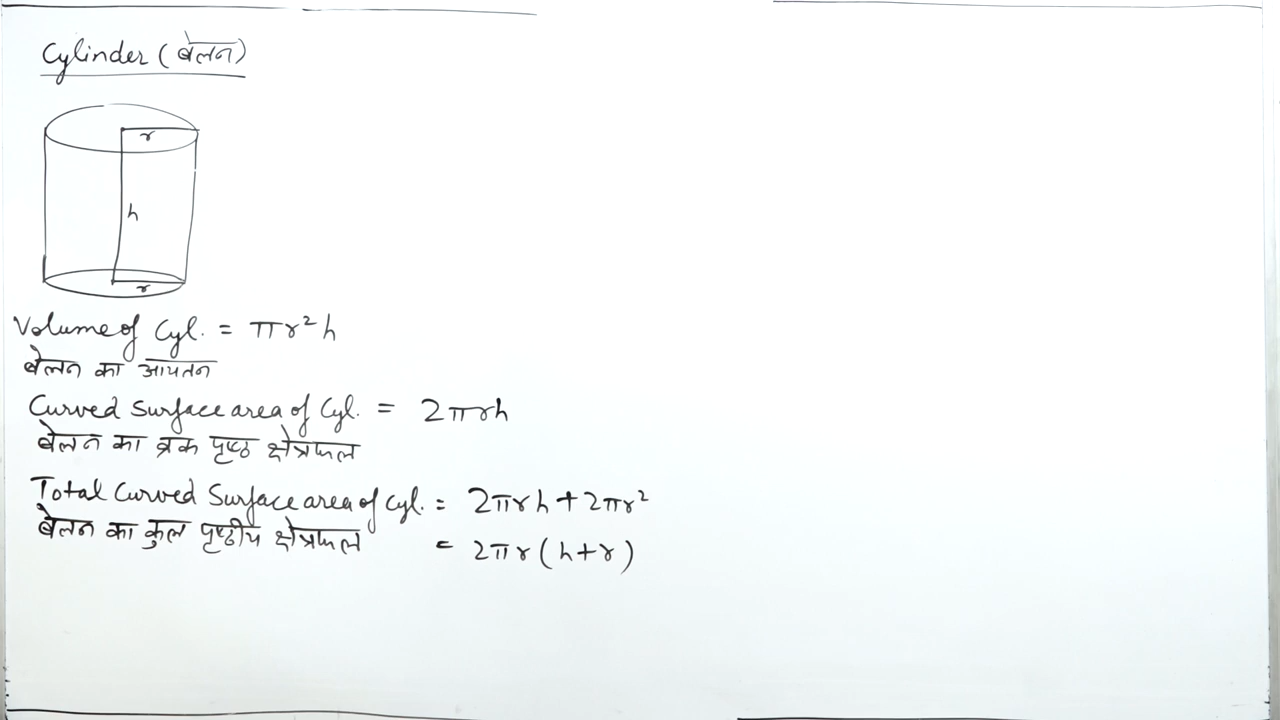 Cylinder (बेलन)
r
h
r
Volume of Cyl. = πr²h
बेलन का आयतन
Curved Surface area of Cyl. = 2πrh
बेलन का व्रक पृष्ठ क्षेत्रफल
Total Curved Surface area of Cyl. = 2πrh + 2πr²
बेलन का कुल पृष्ठीय क्षेत्रफल = 2πr(h+r)